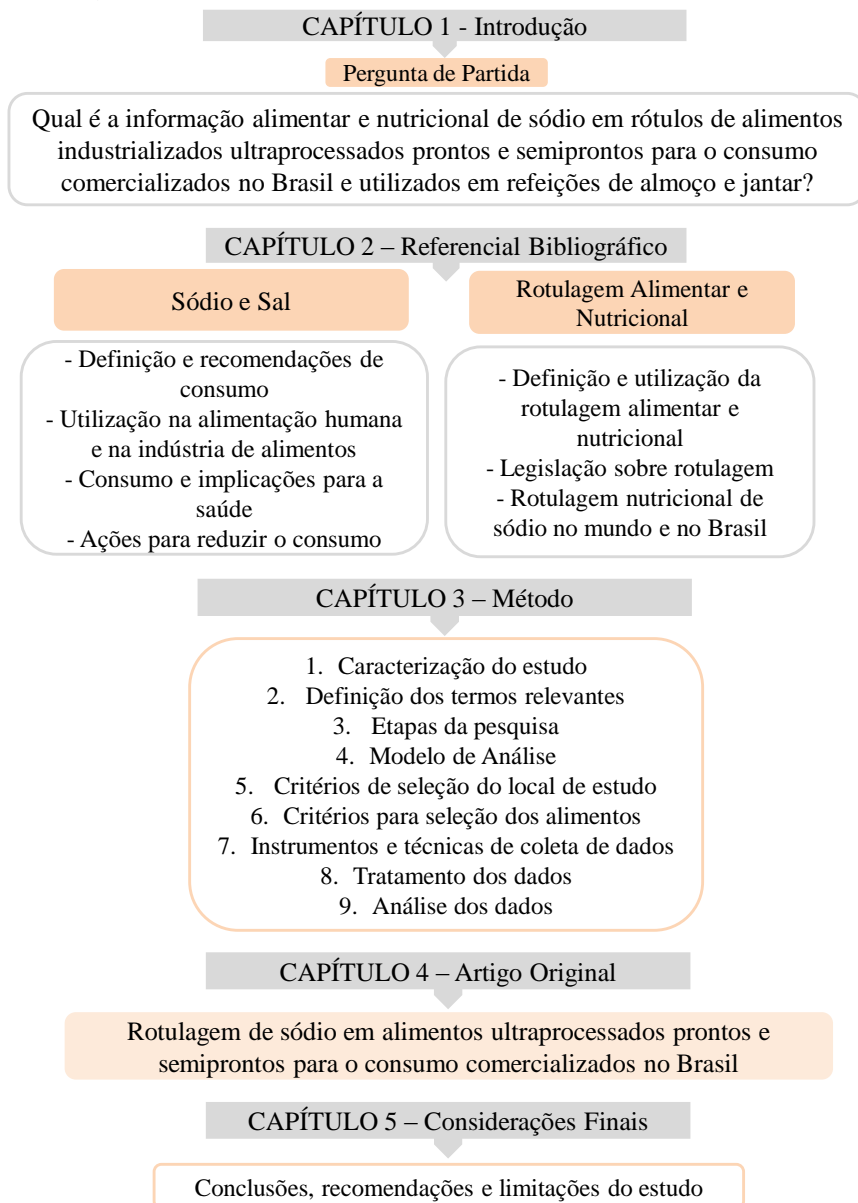 CAPÍTULO 1 - Introdução
Pergunta de Partida
Qual é a informação alimentar e nutricional de sódio em rótulos de alimentos
industrializados ultraprocessados prontos e semiprontos para o consumo
comercializados no Brasil e utilizados em refeições de almoço e jantar?
CAPÍTULO 2 – Referencial Bibliográfico
Sódio e Sal
- Definição e recomendações de
consumo
- Utilização na alimentação humana
e na indústria de alimentos
- Consumo e implicações para a
saúde
- Ações para reduzir o consumo
Rotulagem Alimentar e
Nutricional
- Definição e utilização da
rotulagem alimentar e
nutricional
- Legislação sobre rotulagem
- Rotulagem nutricional de
sódio no mundo e no Brasil
CAPÍTULO 3 – Método
1. Caracterização do estudo
2. Definição dos termos relevantes
3. Etapas da pesquisa
4. Modelo de Análise
5. Critérios de seleção do local de estudo
6. Critérios para seleção dos alimentos
7. Instrumentos e técnicas de coleta de dados
8. Tratamento dos dados
9. Análise dos dados
CAPÍTULO 4 – Artigo Original
Rotulagem de sódio em alimentos ultraprocessados prontos e
semiprontos para o consumo comercializados no Brasil
CAPÍTULO 5 – Considerações Finais
Conclusões, recomendações e limitações do estudo